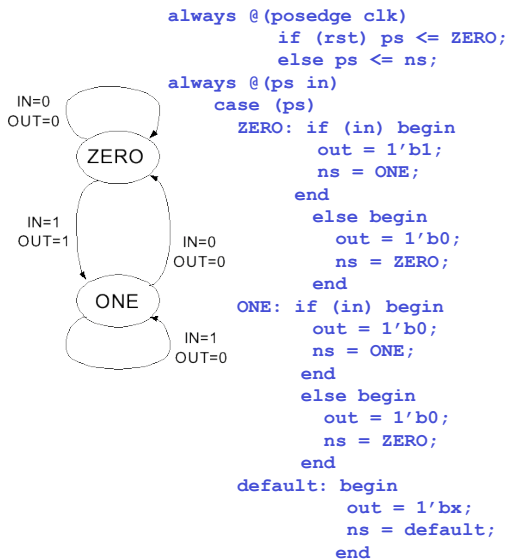 always @(posedge clk)
if (rst) ps <= ZERO;
else ps <= ns;
always @(ps in)
case (ps)
ZERO: if (in) begin
out = 1'b1;
ns = ONE;
end
else begin
out = 1'b0;
ns = ZERO;
end
ONE: if (in) begin
out = 1'b0;
ns = ONE;
end
else begin
out = 1'b0;
ns = ZERO;
end
default: begin
out = 1'bx;
ns = default;
end
IN=0
OUT=0
ZERO
IN=1
OUT=1
IN=0
OUT=0
ONE
IN=1
OUT=0